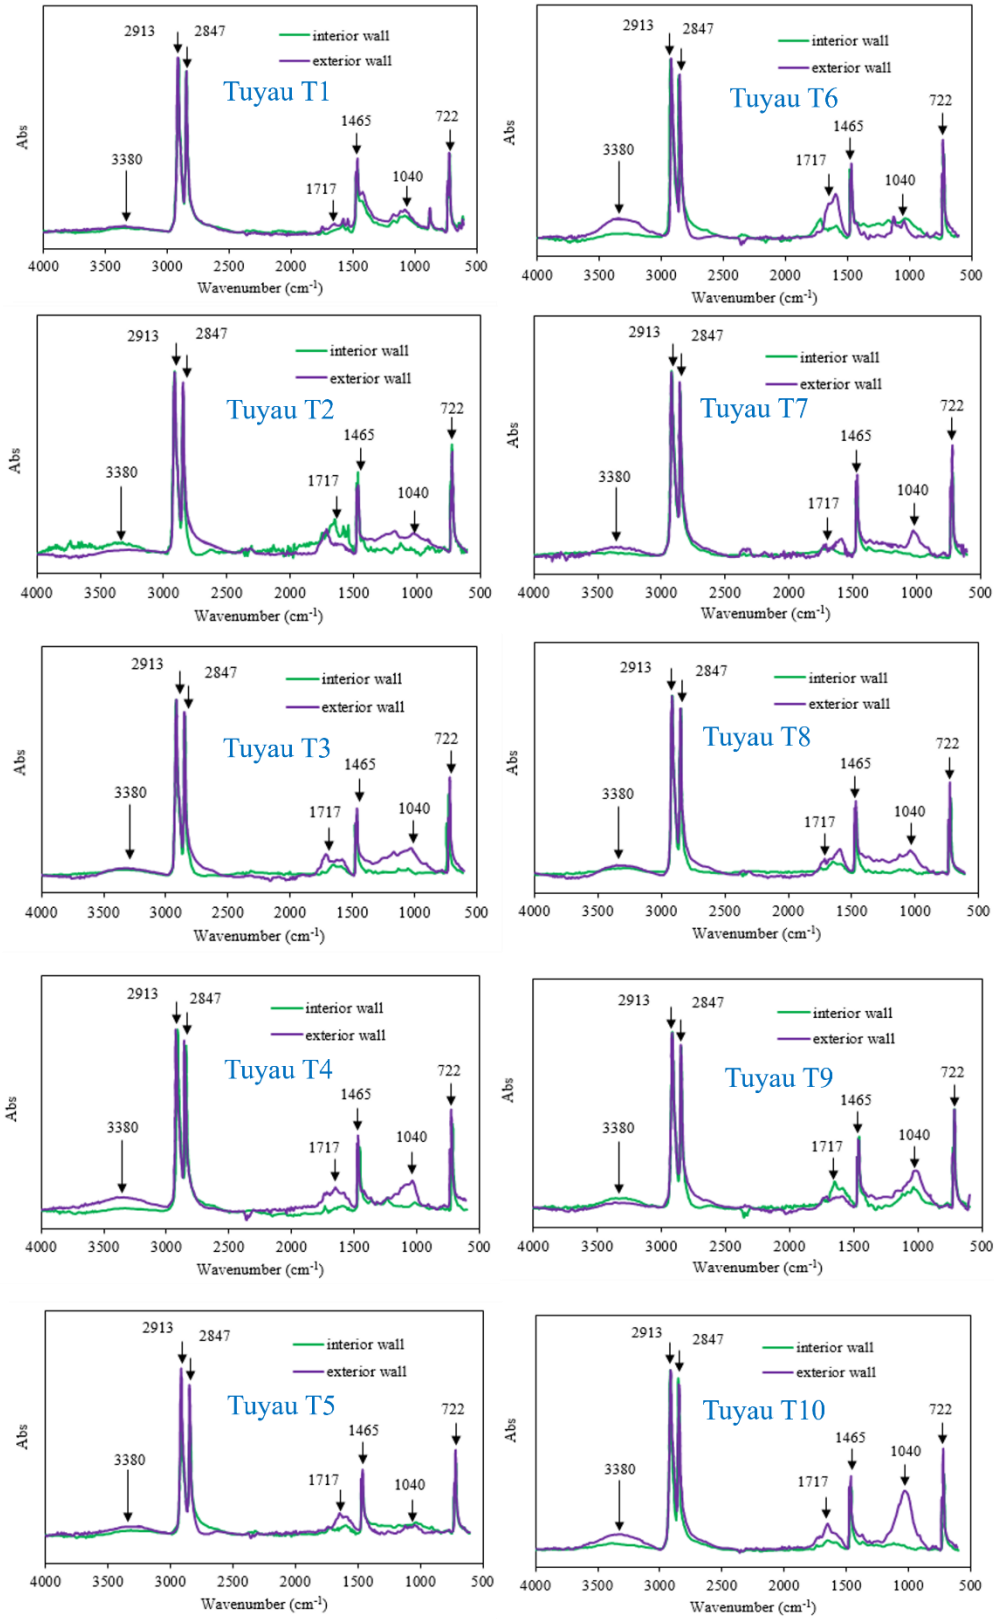 2913 2847
interior wall
exterior wall
Tuyau T1
1465
722
3380
1717
1040
Abs
4000 3500 3000 2500 2000 1500 1000 500
Wavenumber (cm-1)
2913 2847
interior wall
exterior wall
Tuyau T6
722
1465
3380
1717
1040
Abs
4000 3500 3000 2500 2000 1500 1000 500
Wavenumber (cm-1)
2913 2847
interior wall
exterior wall
Tuyau T2
722
1465
3380
1717
1040
Abs
4000 3500 3000 2500 2000 1500 1000 500
Wavenumber (cm-1)
2913 2847
interior wall
exterior wall
Tuyau T7
722
1465
3380
1040
1717
Abs
4000 3500 3000 2500 2000 1500 1000 500
Wavenumber (cm-1)
2913 2847
interior wall
exterior wall
Tuyau T3
722
1465
3380
1717
1040
Abs
4000 3500 3000 2500 2000 1500 1000 500
Wavenumber (cm-1)
2913 2847
interior wall
exterior wall
Tuyau T8
722
1465
3380
1040
1717
Abs
4000 3500 3000 2500 2000 1500 1000 500
Wavenumber (cm-1)
2913 2847
interior wall
exterior wall
Tuyau T4
722
1465
3380
1040
1717
Abs
4000 3500 3000 2500 2000 1500 1000 500
Wavenumber (cm-1)
2913 2847
interior wall
exterior wall
Tuyau T9
722
1465
3380
1040
1717
Abs
4000 3500 3000 2500 2000 1500 1000 500
Wavenumber (cm-1)
2913 2847
interior wall
exterior wall
Tuyau T5
722
1465
3380
1717
1040
Abs
4000 3500 3000 2500 2000 1500 1000 500
2913 2847
interior wall
exterior wall
Tuyau T10
722
1465
1040
3380
1717
Abs
4000 3500 3000 2500 2000 1500 1000 500
Wavenumber (cm-1)
Wavenumber (cm-1)